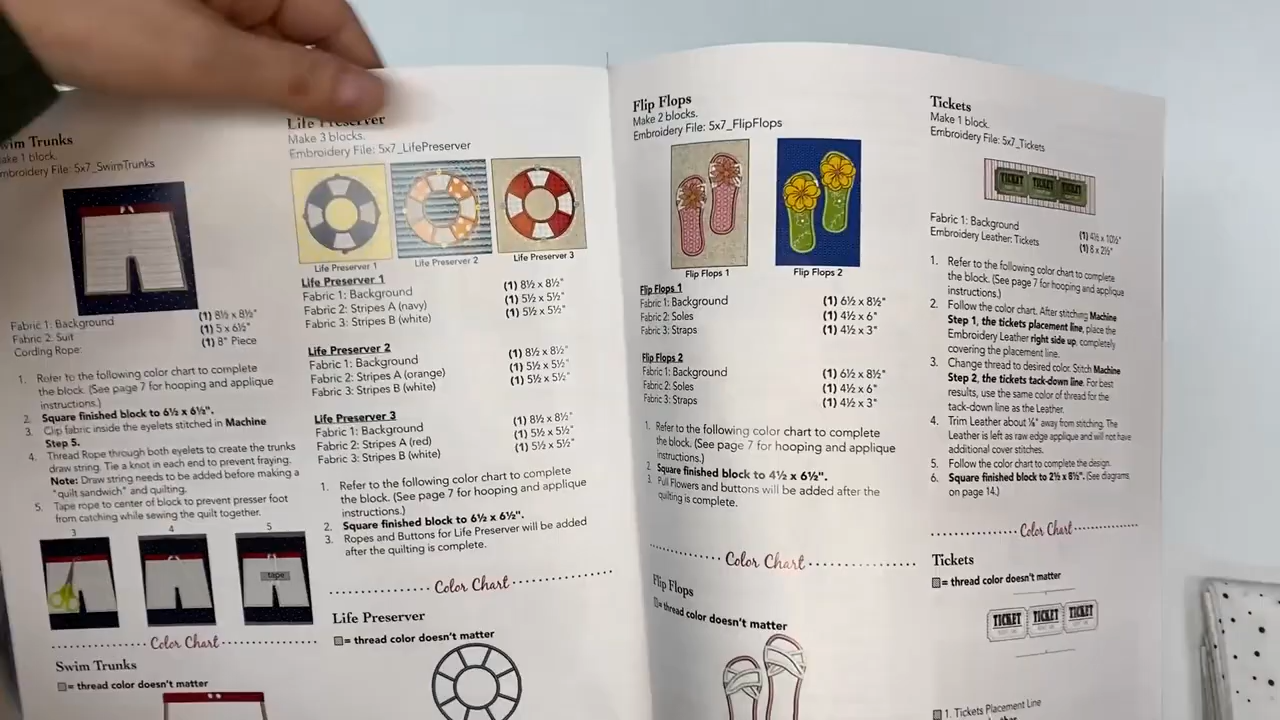 wim Trunks
ake 1 block.
mbroidery File: 5x7_SwimTrunks
Fabric 1: Background
(1) 8½ x 8½"
Fabric 2: Suit
(1) 5 x 6½"
Cording Rope:
(1) 8" Piece
1. Refer to the following color chart to complete
the block. (See page 7 for hooping and applique
instructions.)
2. Square finished block to 6½ x 6½".
3. Clip fabric inside the eyelets stitched in Machine
Step 5.
4. Thread Rope through both eyelets to create the trunks
draw string. Tie a knot in each end to prevent fraying.
Note: Draw string needs to be added before making a
"quilt sandwich" and quilting.
5. Tape rope to center of block to prevent presser foot
from catching while sewing the quilt together.
3
4
5
tape
Color Chart
Swim Trunks
= thread color doesn't matter
Life Preserver
Make 3 blocks.
Embroidery File: 5x7_LifePreserver
Life Preserver 1
Life Preserver 2
Life Preserver 3
Life Preserver 1
Fabric 1: Background
(1) 8½ x 8½"
Fabric 2: Stripes A (navy)
(1) 5½ x 5½"
Fabric 3: Stripes B (white)
(1) 5½ x 5½"
Life Preserver 2
Fabric 1: Background
(1) 8½ x 8½"
Fabric 2: Stripes A (orange)
(1) 5½ x 5½"
Fabric 3: Stripes B (white)
(1) 5½ x 5½"
Life Preserver 3
Fabric 1: Background
(1) 8½ x 8½"
Fabric 2: Stripes A (red)
(1) 5½ x 5½"
Fabric 3: Stripes B (white)
(1) 5½ x 5½"
1. Refer to the following color chart to complete
the block. (See page 7 for hooping and applique
instructions.)
2. Square finished block to 6½ x 6½".
3. Ropes and Buttons for Life Preserver will be added
after the quilting is complete.
Color Chart
Life Preserver
= thread color doesn't matter
Flip Flops
Make 2 blocks.
Embroidery File: 5x7_FlipFlops
Flip Flops 1
Flip Flops 2
Flip Flops 1
Fabric 1: Background
(1) 6½ x 8½"
Fabric 2: Soles
(1) 4½ x 6"
Fabric 3: Straps
(1) 4½ x 3"
Flip Flops 2
Fabric 1: Background
(1) 6½ x 8½"
Fabric 2: Soles
(1) 4½ x 6"
Fabric 3: Straps
(1) 4½ x 3"
1. Refer to the following color chart to complete
the block. (See page 7 for hooping and applique
instructions.)
2. Square finished block to 4½ x 6½".
3. Pull Flowers and buttons will be added after the
quilting is complete.
Color Chart
Flip Flops
= thread color doesn't matter
Tickets
Make 1 block.
Embroidery File: 5x7_Tickets
TICKET TICKET TICKET
Fabric 1: Background
(1) 4½ x 10½"
Embroidery Leather: Tickets
(1) 8 x 2½"
1. Refer to the following color chart to complete
the block. (See page 7 for hooping and applique
instructions.)
2. Follow the color chart. After stitching Machine
Step 1, the tickets placement line, place the
Embroidery Leather right side up, completely
covering the placement line.
3. Change thread to desired color. Stitch Machine
Step 2, the tickets tack-down line. For best
results, use the same color of thread for the
tack-down line as the Leather.
4. Trim Leather about ⅛" away from stitching. The
Leather is left as raw edge applique and will not have
additional cover stitches.
5. Follow the color chart to complete the design.
6. Square finished block to 2½ x 8½". (See diagrams
on page 14.)
Color Chart
Tickets
= thread color doesn't matter
TICKET TICKET TICKET
1. Tickets Placement Line